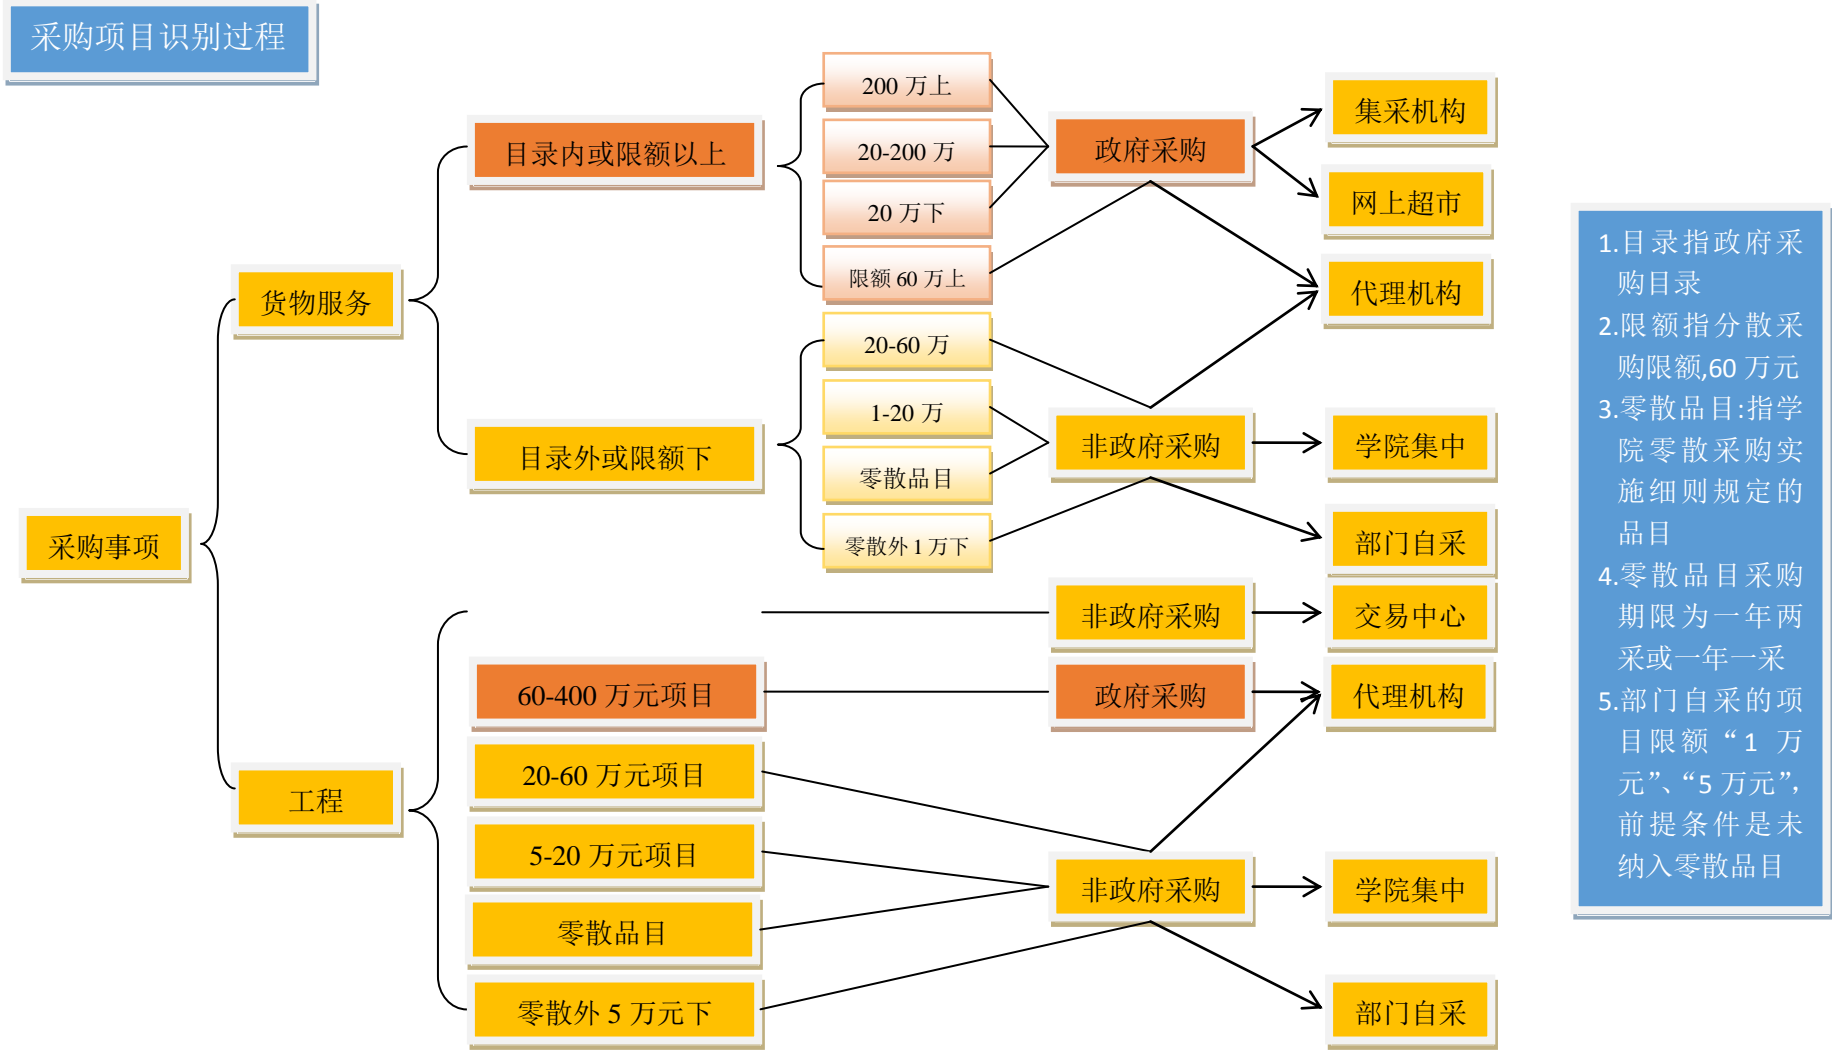 采购项目识别过程
采购事项
货物服务
目录内或限额以上
200 万上
20-200 万
20 万下
限额 60 万上
政府采购
集采机构
网上超市
代理机构
目录外或限额下
20-60 万
1-20 万
零散品目
零散外 1 万下
非政府采购
学院集中
部门自采
工程
非政府采购
交易中心
60-400 万元项目
政府采购
代理机构
20-60 万元项目
5-20 万元项目
零散品目
零散外 5 万元下
非政府采购
学院集中
部门自采
1.目录指政府采
购目录
2.限额指分散采
购限额,60 万元
3.零散品目:指学
院零散采购实
施细则规定的
品目
4.零散品目采购
期限为一年两
采或一年一采
5.部门自采的项
目限额“1 万
元”、“5 万元”,
前提条件是未
纳入零散品目